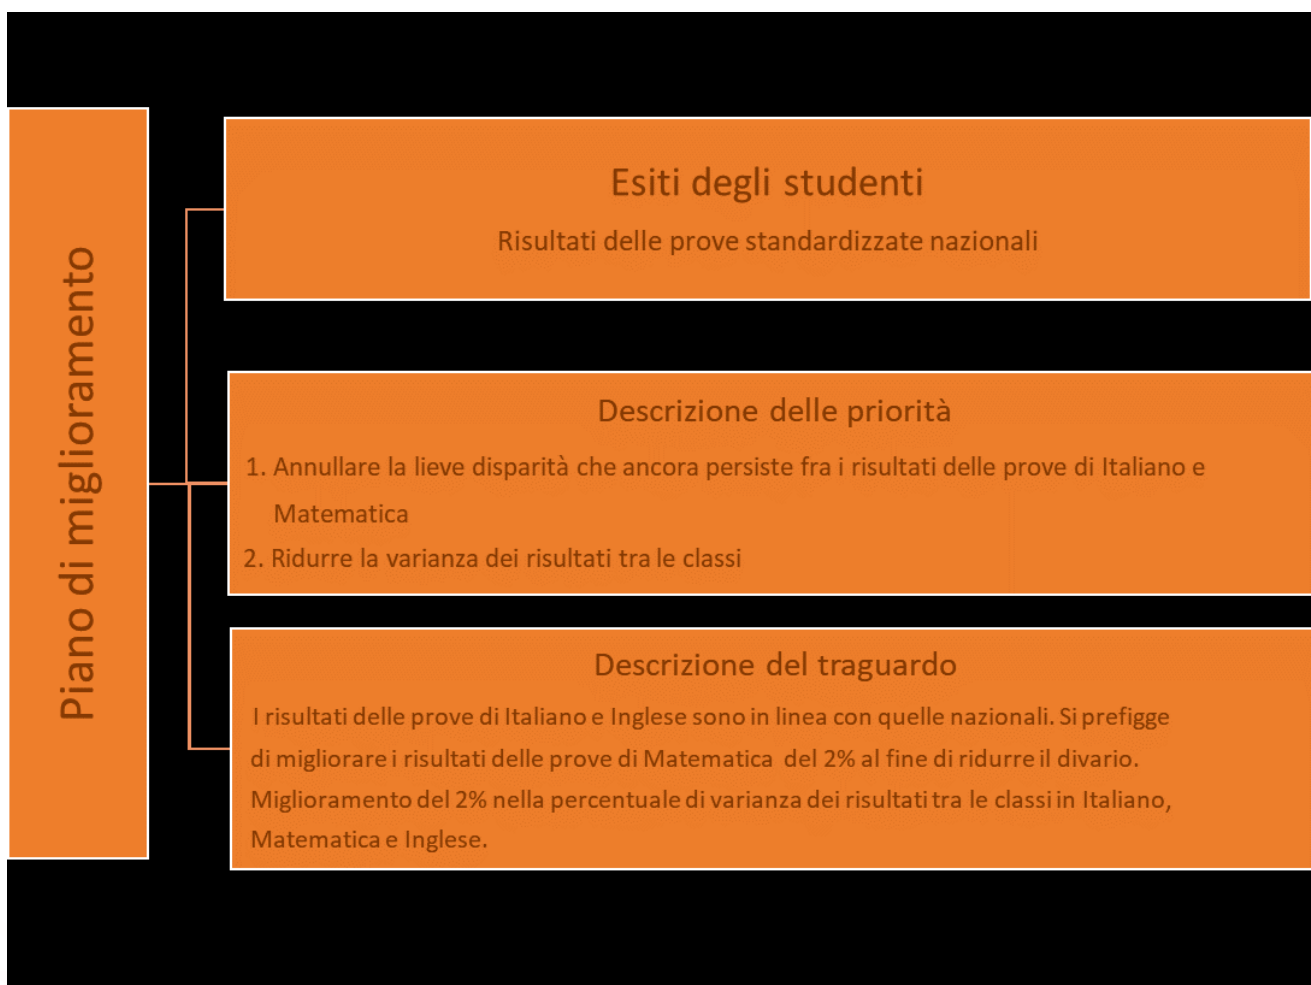 Piano di miglioramento
Esiti degli studenti
Risultati delle prove standardizzate nazionali
Descrizione delle priorità
1. Annullare la lieve disparità che ancora persiste fra i risultati delle prove di Italiano e
Matematica
2. Ridurre la varianza dei risultati tra le classi
Descrizione del traguardo
I risultati delle prove di Italiano e Inglese sono in linea con quelle nazionali. Si prefigge
di migliorare i risultati delle prove di Matematica del 2% al fine di ridurre il divario.
Miglioramento del 2% nella percentuale di varianza dei risultati tra le classi in Italiano,
Matematica e Inglese.